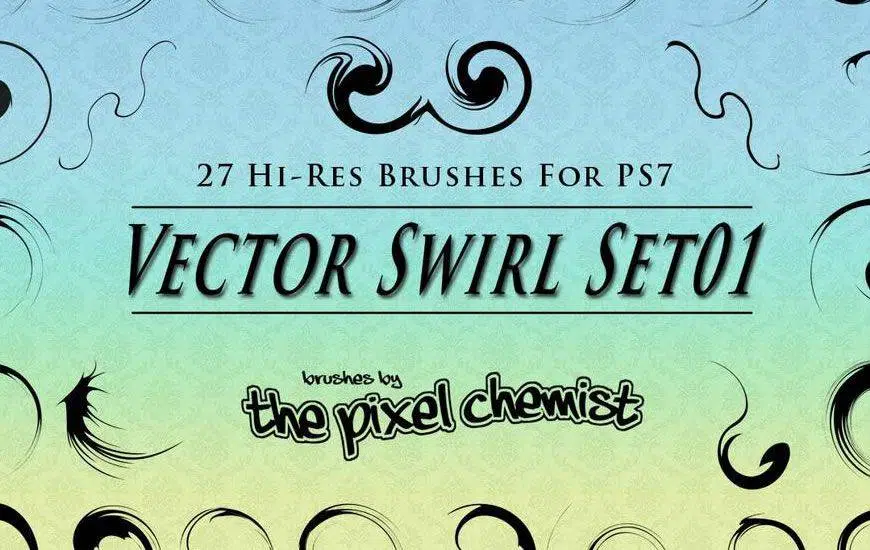 27 Hi-Res Brushes For PS7
Vector Swirl Set01
brushes by
the pixel chemist